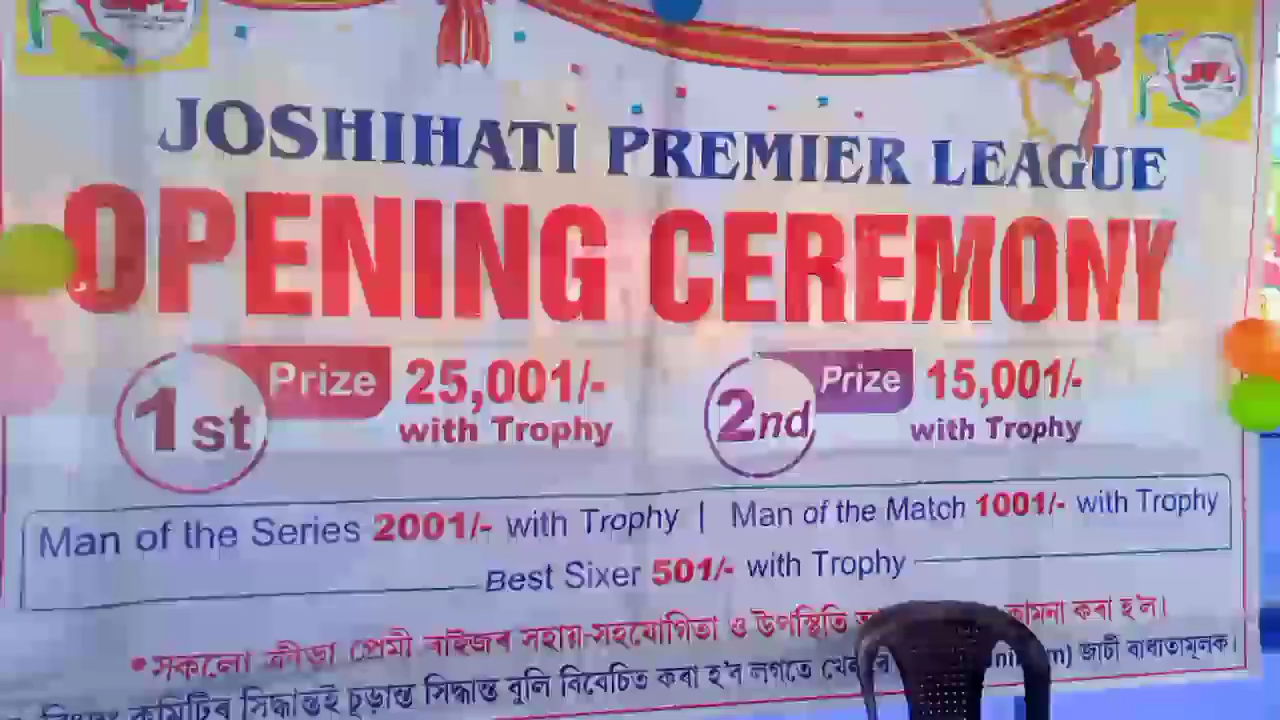 JOSHIHATI PREMIER LEAGUE
OPENING CEREMONY
1st Prize 25,001/- with Trophy
2nd Prize 15,001/- with Trophy
Man of the Series 2001/- with Trophy | Man of the Match 1001/- with Trophy
Best Sixer 501/- with Trophy
•সকলো ক্ৰীড়া প্ৰেমী ৰাইজৰ সহায়-সহযোগিতা ও উপস্থিতি কামনা কৰা হ'ল।
কমিটিৰ সিদ্ধান্তই চূড়ান্ত সিদ্ধান্ত বুলি বিবেচিত কৰা হ'ব লগতে জাৰ্চী বাধ্যতামূলক।